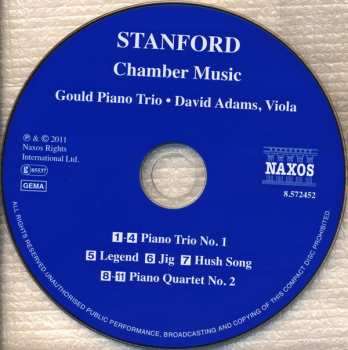 STANFORD
Chamber Music
Gould Piano Trio • David Adams, Viola
℗ & © 2011
Naxos Rights
International Ltd.
GEMA
NAXOS
8.572452
1-4 Piano Trio No. 1
5 Legend 6 Jig 7 Hush Song
8-11 Piano Quartet No. 2
ALL RIGHTS RESERVED UNAUTHORISED PUBLIC PERFORMANCE, BROADCASTING AND COPYING OF THIS COMPACT DISC PROHIBITED